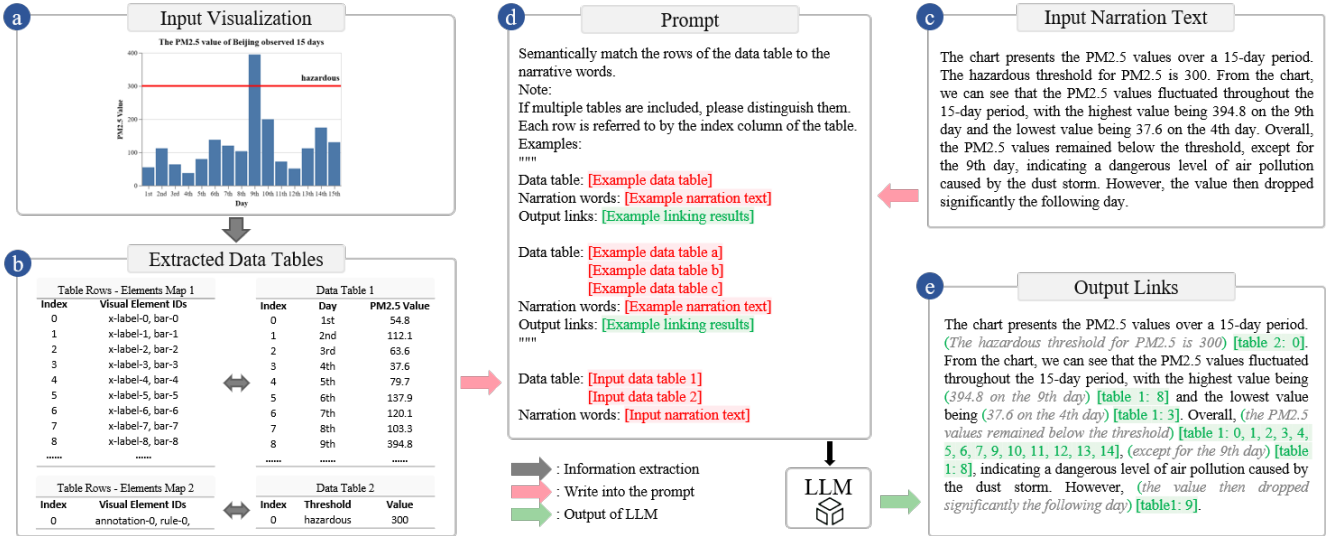 a
Input Visualization
The PM2.5 value of Beijing observed 15 days
400
300
200
100
0
PM2.5 Value
hazardous
1st 2nd 3rd 4th 5th 6th 7th 8th 9th 10th 11th 12th 13th 14th 15th
Day
b
Extracted Data Tables
Table Rows - Elements Map 1
Index Visual Element IDs
0 x-label-0, bar-0
1 x-label-1, bar-1
2 x-label-2, bar-2
3 x-label-3, bar-3
4 x-label-4, bar-4
5 x-label-5, bar-5
6 x-label-6, bar-6
7 x-label-7, bar-7
8 x-label-8, bar-8
...... ......
Data Table 1
Index Day PM2.5 Value
0 1st 54.8
1 2nd 112.1
2 3rd 63.6
3 4th 37.6
4 5th 79.7
5 6th 137.9
6 7th 120.1
7 8th 103.3
8 9th 394.8
...... ...... ......
Table Rows - Elements Map 2
Index Visual Element IDs
0 annotation-0, rule-0,
Data Table 2
Index Threshold Value
0 hazardous 300
d
Prompt
Semantically match the rows of the data table to the
narrative words.
Note:
If multiple tables are included, please distinguish them.
Each row is referred to by the index column of the table.
Examples:
"""
Data table: [Example data table]
Narration words: [Example narration text]
Output links: [Example linking results]
Data table: [Example data table a]
[Example data table b]
[Example data table c]
Narration words: [Example narration text]
Output links: [Example linking results]
"""
Data table: [Input data table 1]
[Input data table 2]
Narration words: [Input narration text]
: Information extraction
: Write into the prompt
: Output of LLM
LLM
c
Input Narration Text
The chart presents the PM2.5 values over a 15-day period.
The hazardous threshold for PM2.5 is 300. From the chart,
we can see that the PM2.5 values fluctuated throughout the
15-day period, with the highest value being 394.8 on the 9th
day and the lowest value being 37.6 on the 4th day. Overall,
the PM2.5 values remained below the threshold, except for
the 9th day, indicating a dangerous level of air pollution
caused by the dust storm. However, the value then dropped
significantly the following day.
e
Output Links
The chart presents the PM2.5 values over a 15-day period.
(The hazardous threshold for PM2.5 is 300) [table 2: 0].
From the chart, we can see that the PM2.5 values fluctuated
throughout the 15-day period, with the highest value being
(394.8 on the 9th day) [table 1: 8] and the lowest value
being (37.6 on the 4th day) [table 1: 3]. Overall, (the PM2.5
values remained below the threshold) [table 1: 0, 1, 2, 3, 4,
5, 6, 7, 9, 10, 11, 12, 13, 14], (except for the 9th day) [table
1: 8], indicating a dangerous level of air pollution caused by
the dust storm. However, (the value then dropped
significantly the following day) [table1: 9].